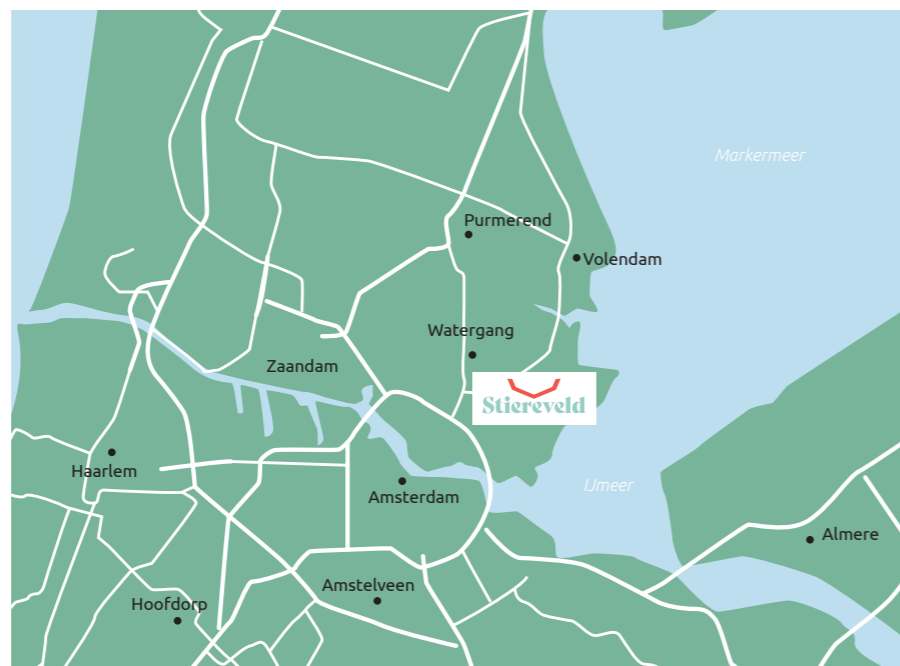 Markermeer
Purmerend
Volendam
Watergang
Zaandam
Stiereveld
Haarlem
IJmeer
Amsterdam
Almere
Amstelveen
Hoofdorp